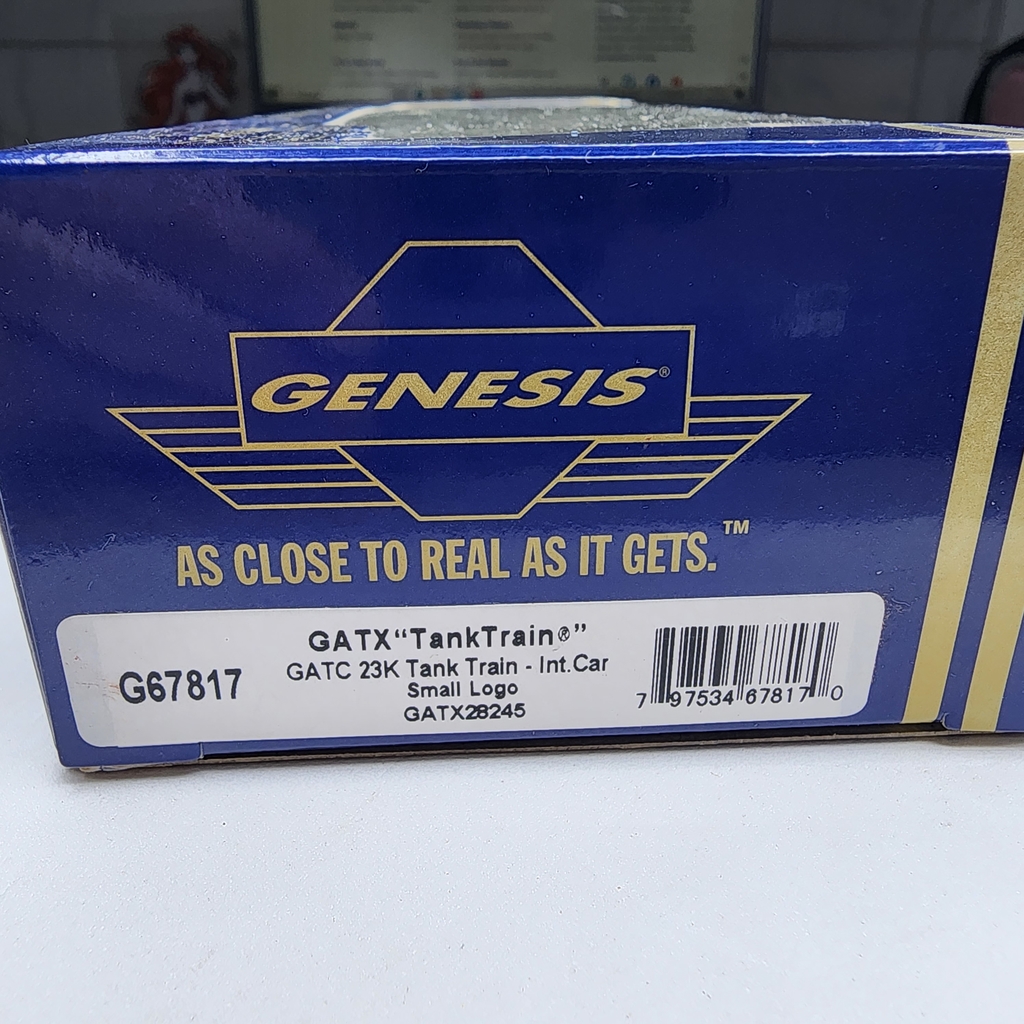 GENESIS®
AS CLOSE TO REAL AS IT GETS.™
GATX“TankTrain®”
GATC 23K Tank Train - Int.Car
Small Logo
GATX28245
G67817
7 97534 67817 0